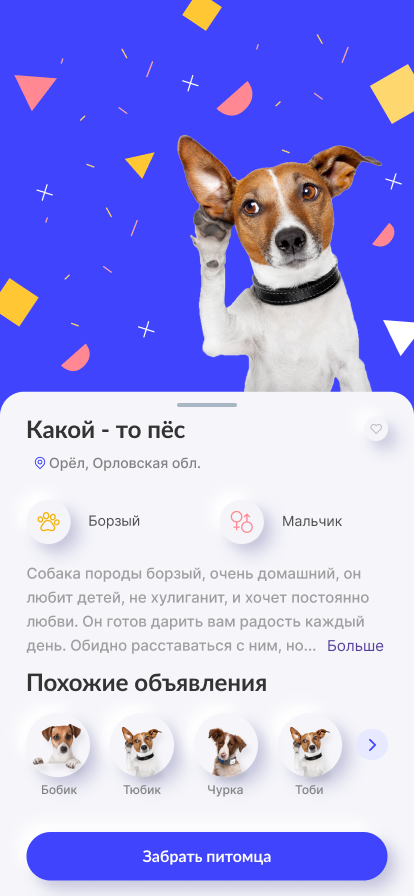 Какой - то пёс
Орёл, Орловская обл.
Борзый
Мальчик
Собака породы борзый, очень домашний, он
любит детей, не хулиганит, и хочет постоянно
любви. Он готов дарить вам радость каждый
день. Обидно расставаться с ним, но... Больше
Похожие объявления
Бобик
Тюбик
Чурка
Тоби
Забрать питомца